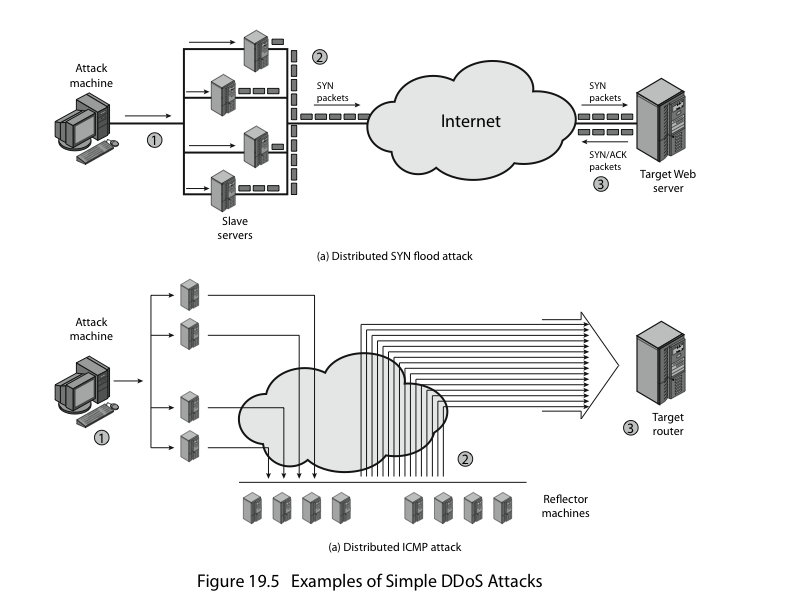 Attack
machine
1
2
SYN
packets
Internet
SYN
packets
SYN/ACK
packets
3
Target Web
server
Slave
servers
(a) Distributed SYN flood attack
Attack
machine
1
2
3
Target
router
Reflector
machines
(a) Distributed ICMP attack
Figure 19.5 Examples of Simple DDoS Attacks